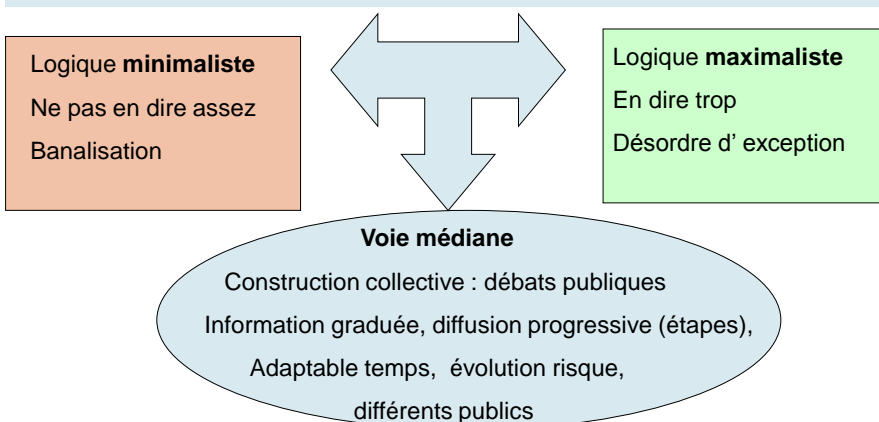 Logique minimaliste
Ne pas en dire assez
Banalisation
Logique maximaliste
En dire trop
Désordre d’ exception
Voie médiane
Construction collective : débats publiques
Information graduée, diffusion progressive (étapes),
Adaptable temps, évolution risque,
différents publics